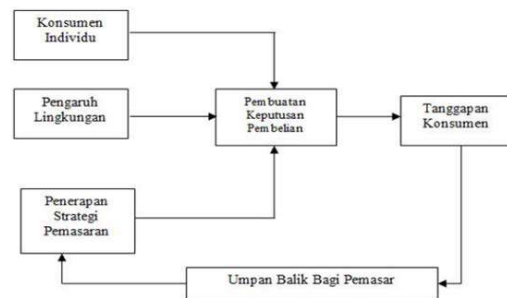 Konsumen
Individu
Pengaruh
Lingkungan
Pembuatan
Keputusan
Pembelian
Tanggapan
Konsumen
Penerapan
Strategi
Pemasaran
Umpan Balik Bagi Pemasar